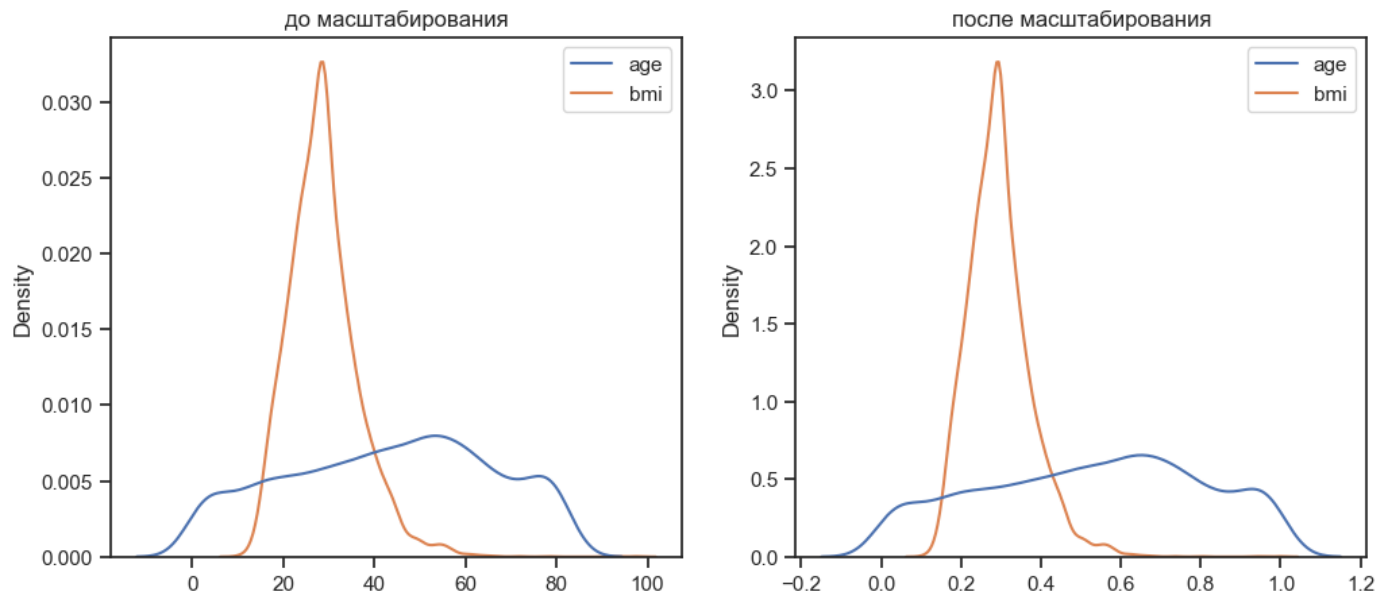 до масштабирования
age
bmi
Density
0.030
0.025
0.020
0.015
0.010
0.005
0.000
0 20 40 60 80 100
после масштабирования
age
bmi
Density
3.0
2.5
2.0
1.5
1.0
0.5
0.0
−0.2 0.0 0.2 0.4 0.6 0.8 1.0 1.2